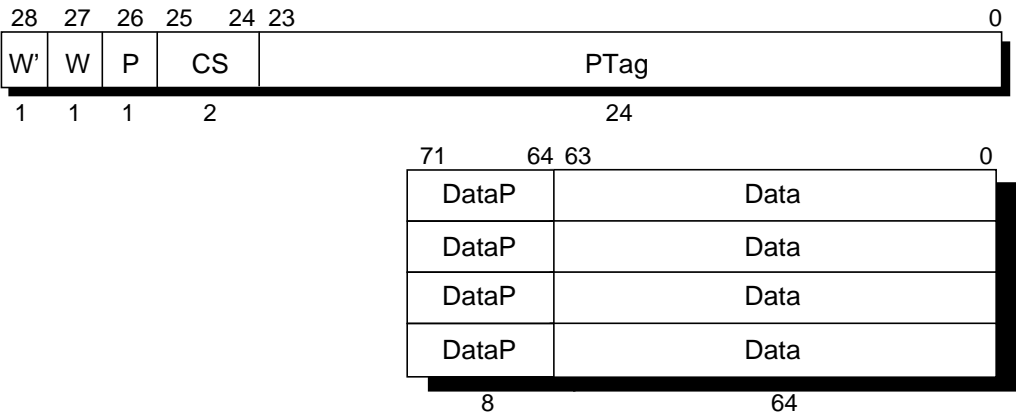 28 27 26 25 24 23 0
W' W P CS PTag
1 1 1 2 24
71 64 63 0
DataP Data
DataP Data
DataP Data
DataP Data
8 64